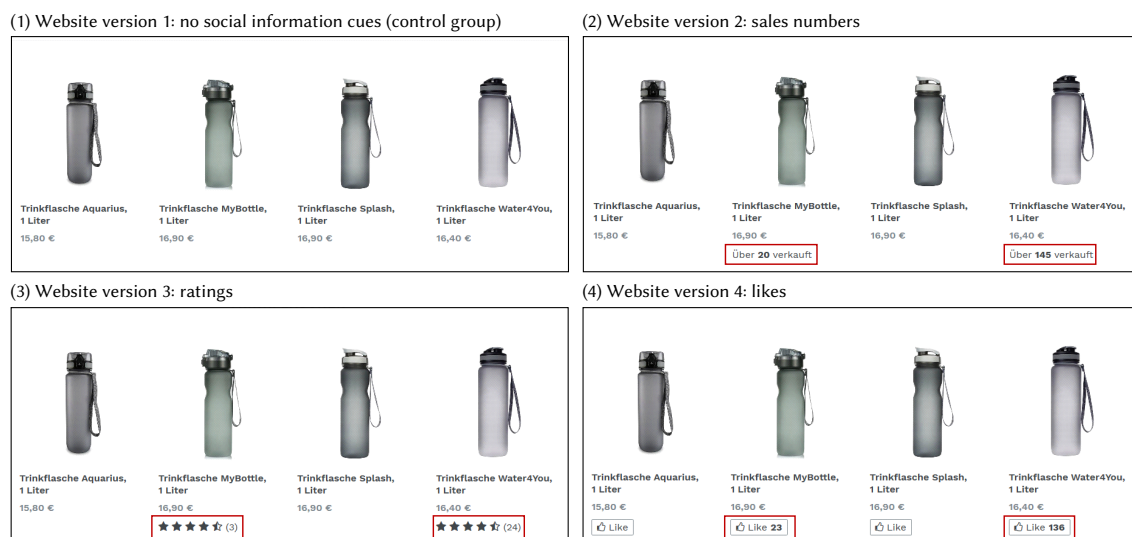 (1) Website version 1: no social information cues (control group)
Trinkflasche Aquarius,
1 Liter
15,80 €
Trinkflasche MyBottle,
1 Liter
16,90 €
Trinkflasche Splash,
1 Liter
16,90 €
Trinkflasche Water4You,
1 Liter
16,40 €
(2) Website version 2: sales numbers
Trinkflasche Aquarius,
1 Liter
15,80 €
Trinkflasche MyBottle,
1 Liter
16,90 €
Über 20 verkauft
Trinkflasche Splash,
1 Liter
16,90 €
Trinkflasche Water4You,
1 Liter
16,40 €
Über 145 verkauft
(3) Website version 3: ratings
Trinkflasche Aquarius,
1 Liter
15,80 €
Trinkflasche MyBottle,
1 Liter
16,90 €
(3)
Trinkflasche Splash,
1 Liter
16,90 €
Trinkflasche Water4You,
1 Liter
16,40 €
(24)
(4) Website version 4: likes
Trinkflasche Aquarius,
1 Liter
15,80 €
Like
Trinkflasche MyBottle,
1 Liter
16,90 €
Like 23
Trinkflasche Splash,
1 Liter
16,90 €
Like
Trinkflasche Water4You,
1 Liter
16,40 €
Like 136